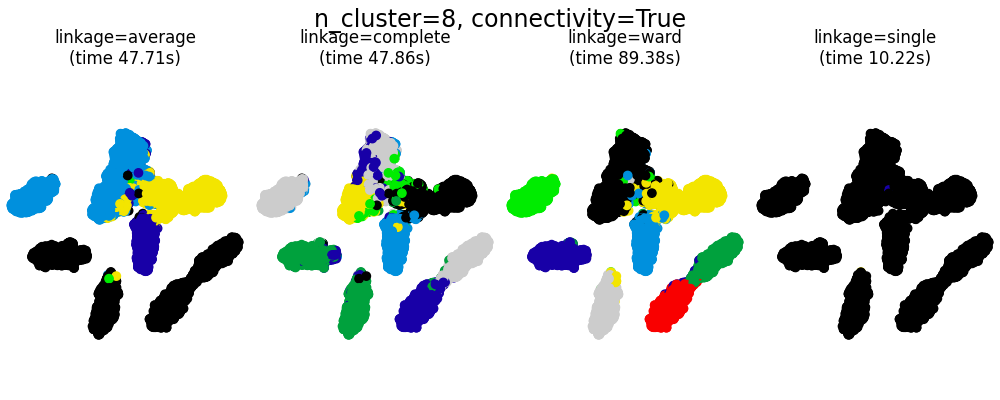 n_cluster=8, connectivity=True
linkage=average
(time 47.71s)
linkage=complete
(time 47.86s)
linkage=ward
(time 89.38s)
linkage=single
(time 10.22s)